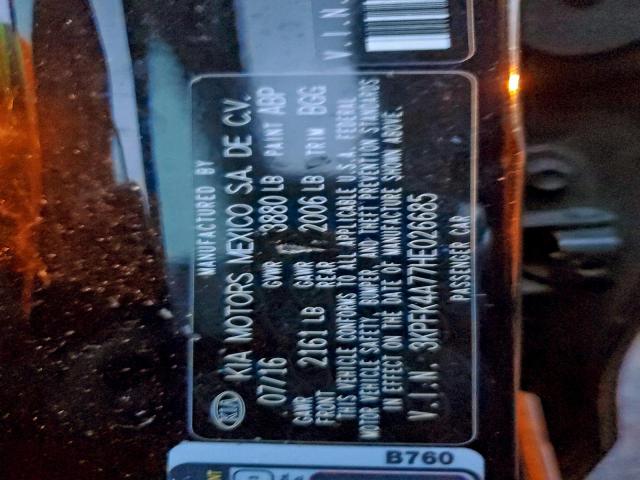 V.I.N.
MANUFACTURED BY
KIA KIA MOTORS MEXICO S.A. DE C.V.
07/16 GVWR 3880 LB PAINT ABP
GAWR FRONT 2161 LB GAWR REAR 2006 LB TRIM BGG
THIS VEHICLE CONFORMS TO ALL APPLICABLE U.S.A. FEDERAL
MOTOR VEHICLE SAFETY, BUMPER, AND THEFT PREVENTION STANDARDS
IN EFFECT ON THE DATE OF MANUFACTURE SHOWN ABOVE.
V.I.N. 3KPFK4A77HE026685
PASSENGER CAR
B760